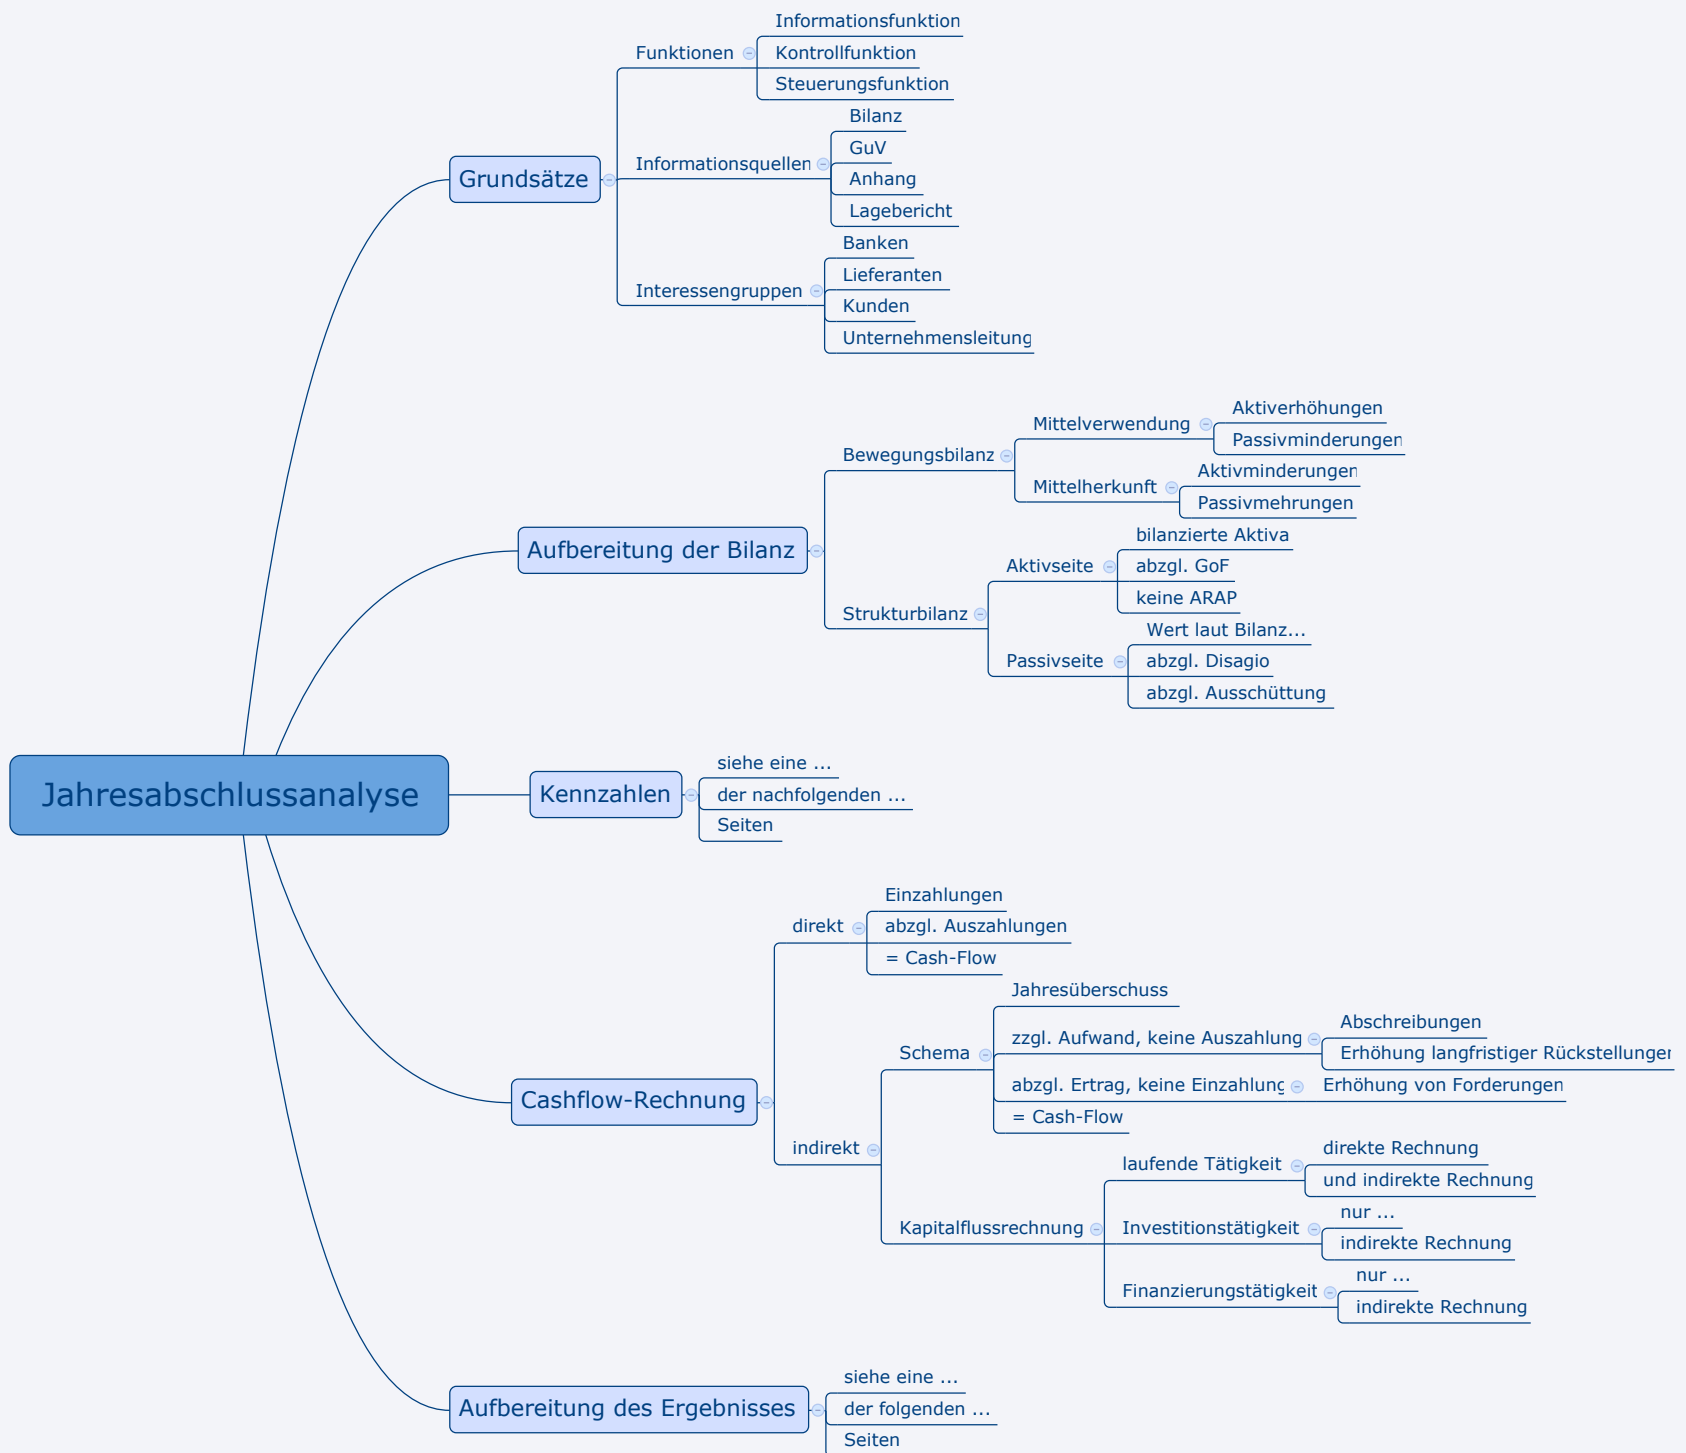 Jahresabschlussanalyse
Grundsätze
Funktionen
Informationsfunktion
Kontrollfunktion
Steuerungsfunktion
Informationsquellen
Bilanz
GuV
Anhang
Lagebericht
Interessengruppen
Banken
Lieferanten
Kunden
Unternehmensleitung
Aufbereitung der Bilanz
Bewegungsbilanz
Mittelverwendung
Aktiverhöhungen
Passivminderungen
Mittelherkunft
Aktivminderungen
Passivmehrungen
Strukturbilanz
Aktivseite
bilanzierte Aktiva
abzgl. GoF
keine ARAP
Passivseite
Wert laut Bilanz...
abzgl. Disagio
abzgl. Ausschüttung
Kennzahlen
siehe eine ...
der nachfolgenden ...
Seiten
Cashflow-Rechnung
direkt
Einzahlungen
abzgl. Auszahlungen
= Cash-Flow
indirekt
Schema
Jahresüberschuss
zzgl. Aufwand, keine Auszahlung
Abschreibungen
Erhöhung langfristiger Rückstellungen
abzgl. Ertrag, keine Einzahlung
Erhöhung von Forderungen
= Cash-Flow
Kapitalflussrechnung
laufende Tätigkeit
direkte Rechnung
und indirekte Rechnung
Investitionstätigkeit
nur ...
indirekte Rechnung
Finanzierungstätigkeit
nur ...
indirekte Rechnung
Aufbereitung des Ergebnisses
siehe eine ...
der folgenden ...
Seiten